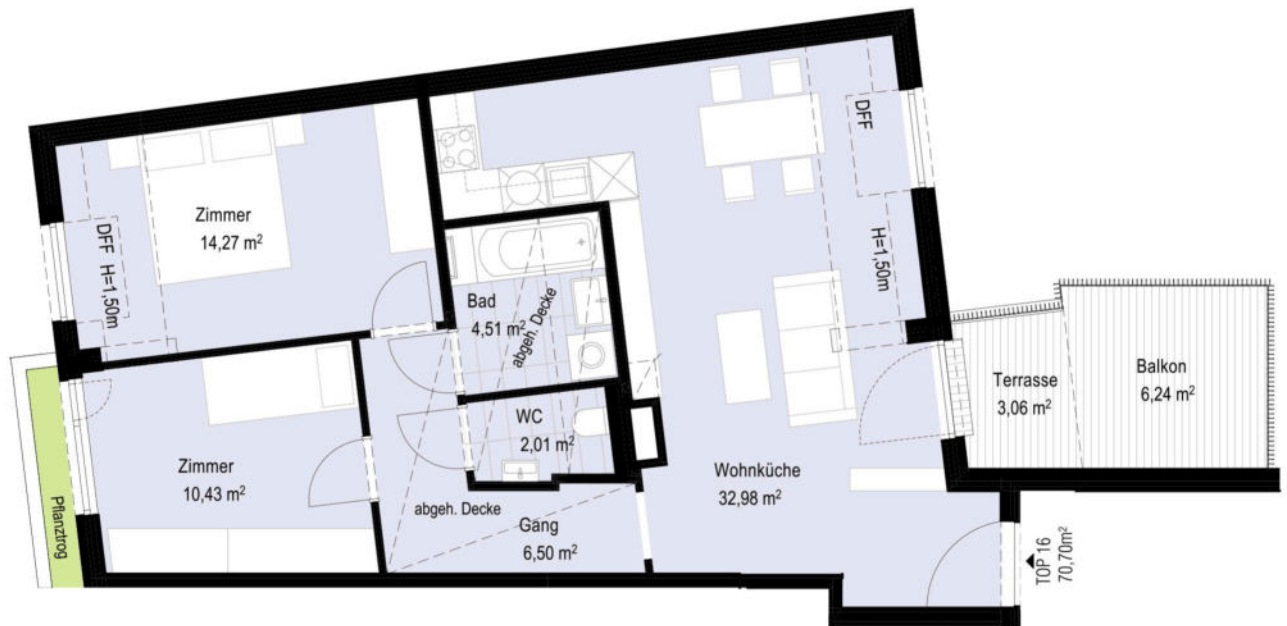 Zimmer
14,27 m²
DFF H=1,50m
Bad
4,51 m²
abgeh. Decke
DFF
H=1,50m
Terrasse
3,06 m²
Balkon
6,24 m²
WC
2,01 m²
Zimmer
10,43 m²
Wohnküche
32,98 m²
abgeh. Decke
Gang
6,50 m²
Pflanztrog
TOP 16
70,70m²